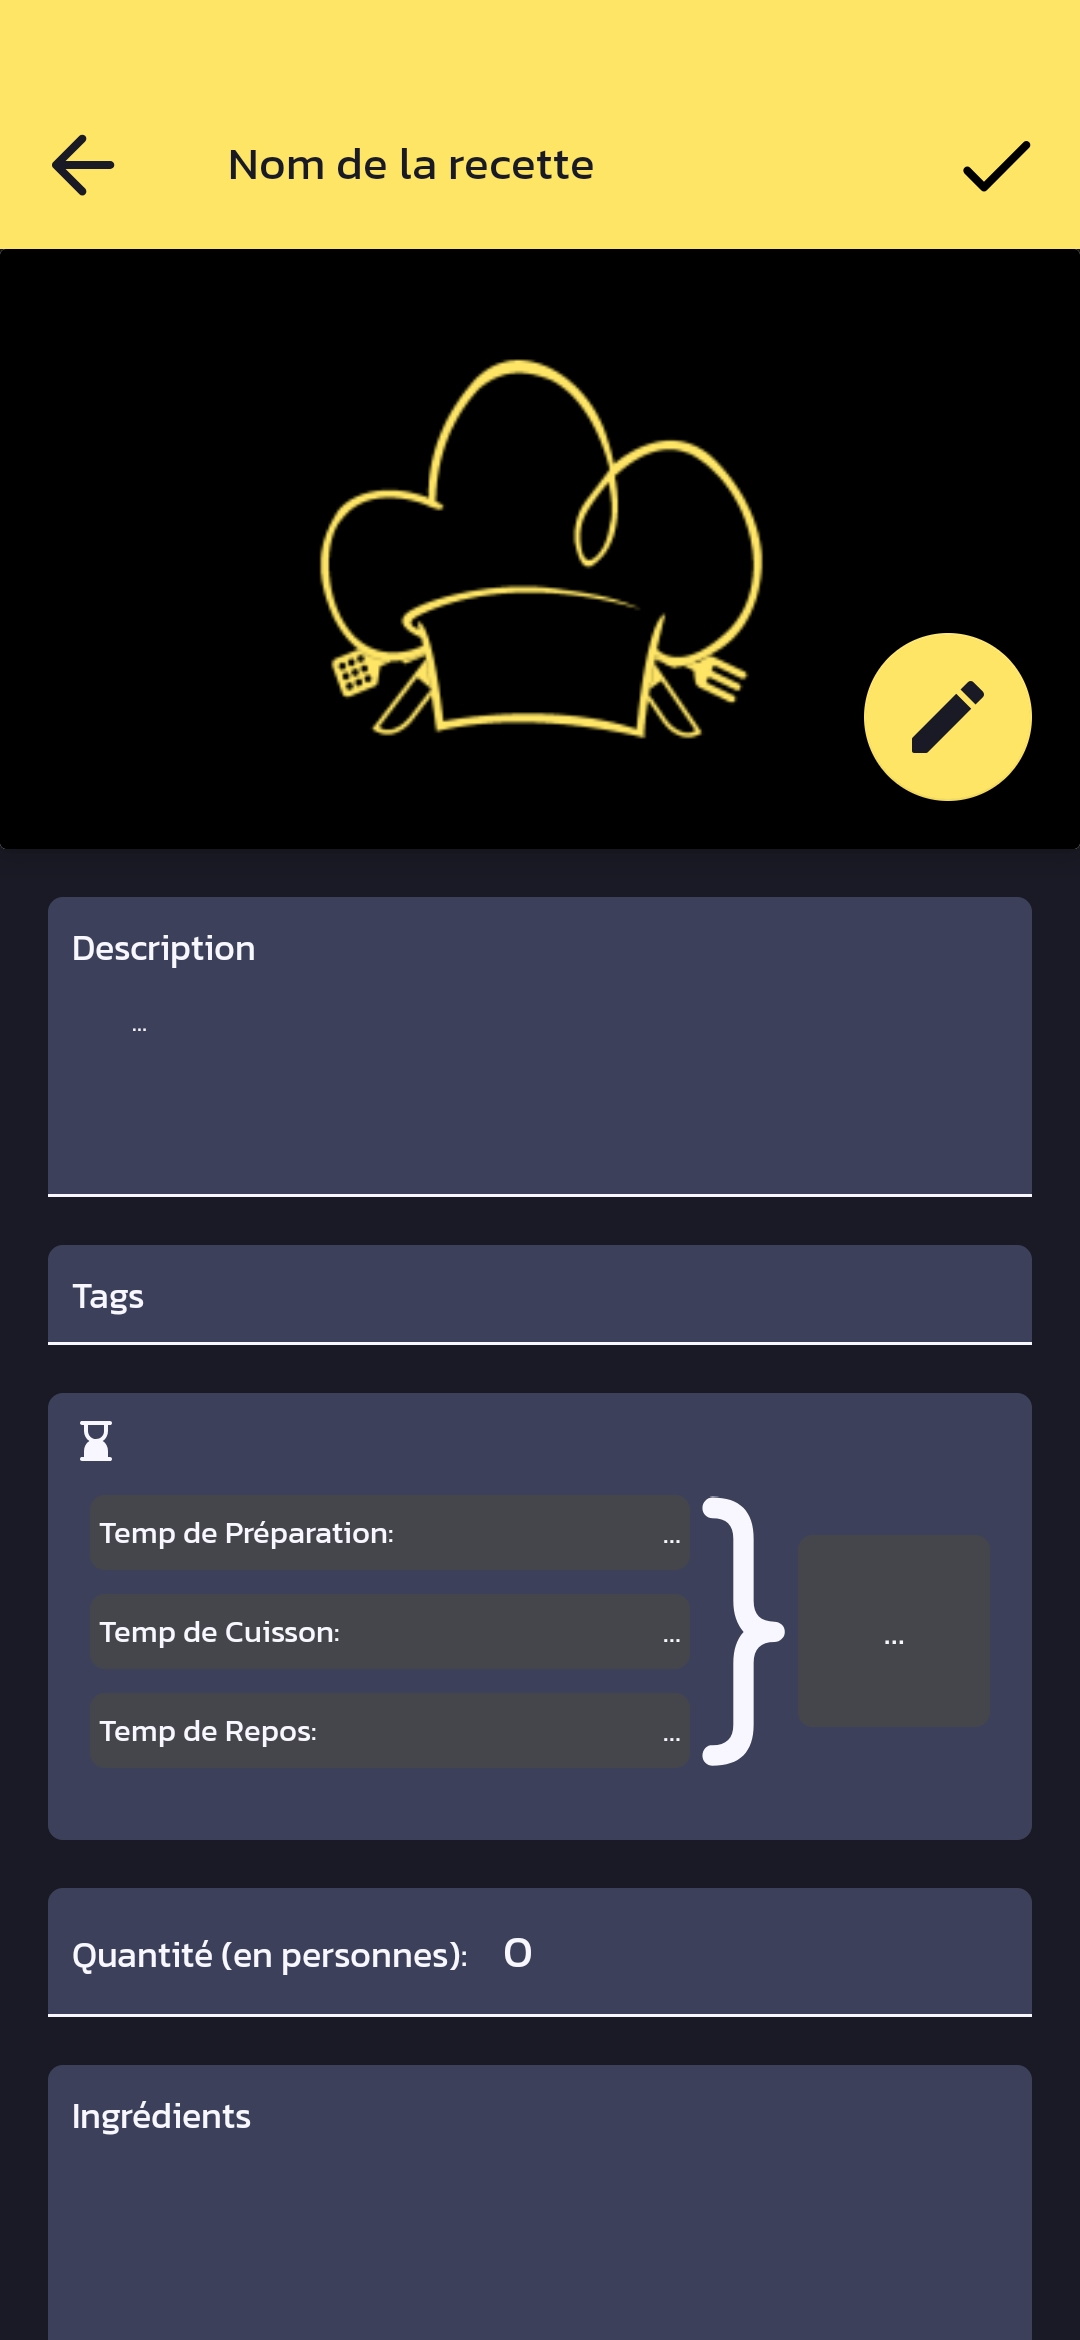 Nom de la recette
Description
...
Tags
Temp de Préparation: ...
Temp de Cuisson: ...
...
Temp de Repos: ...
Quantité (en personnes): 0
Ingrédients